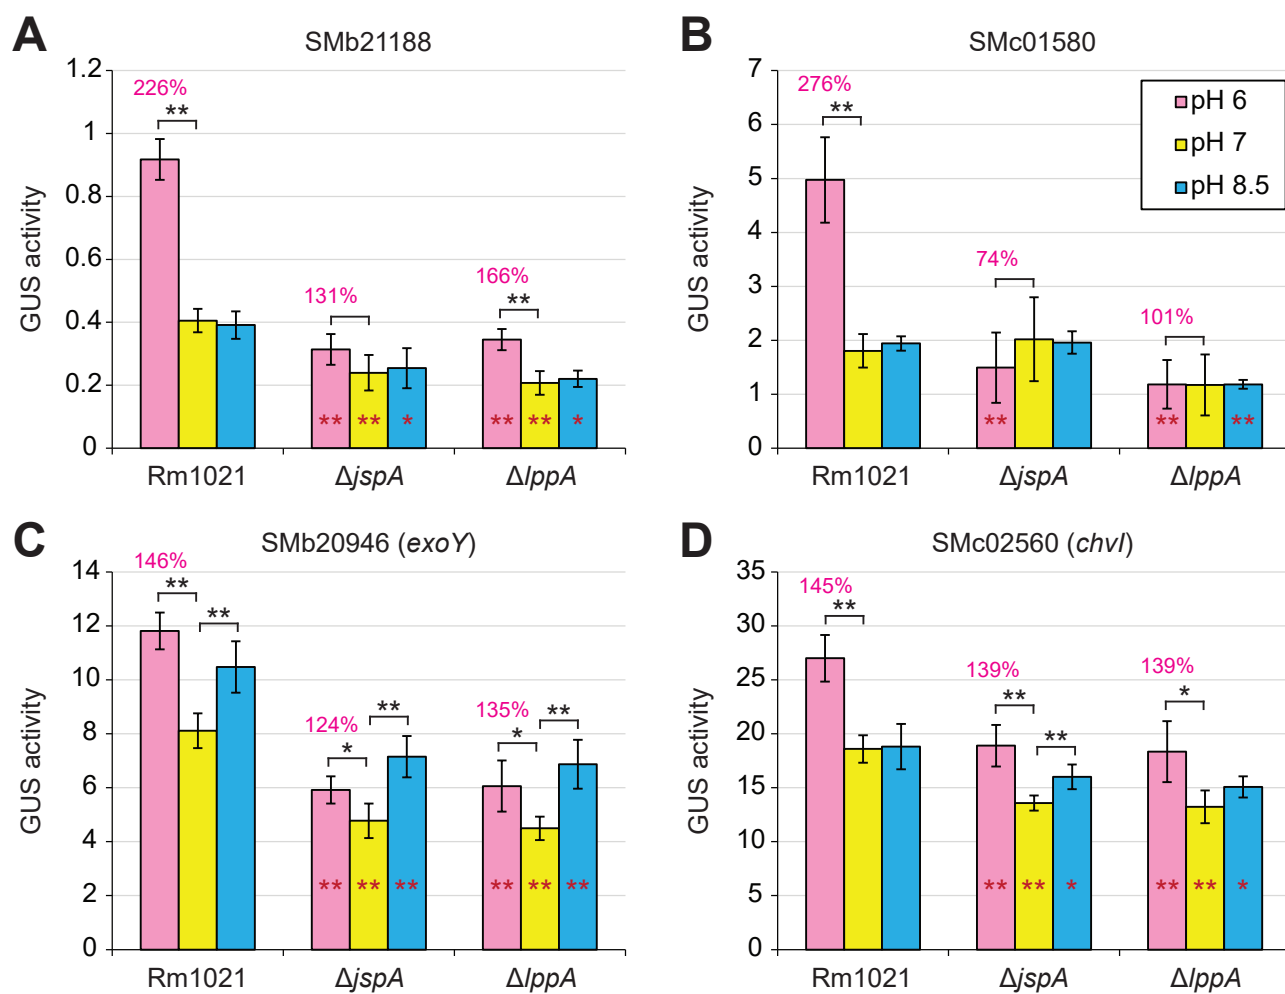 A
SMb21188
GUS activity
1.2
1
0.8
0.6
0.4
0.2
0
226%
**
131%
166%
**
** ** *
** ** *
Rm1021
ΔjspA
ΔlppA
B
SMc01580
GUS activity
7
6
5
4
3
2
1
0
276%
**
74%
101%
**
** **
pH 6
pH 7
pH 8.5
Rm1021
ΔjspA
ΔlppA
C
SMb20946 (exoY)
GUS activity
14
12
10
8
6
4
2
0
146%
**
**
124%
*
**
135%
*
**
** ** **
** ** **
Rm1021
ΔjspA
ΔlppA
D
SMc02560 (chvI)
GUS activity
35
30
25
20
15
10
5
0
145%
**
139%
**
**
139%
*
** ** *
** ** *
Rm1021
ΔjspA
ΔlppA